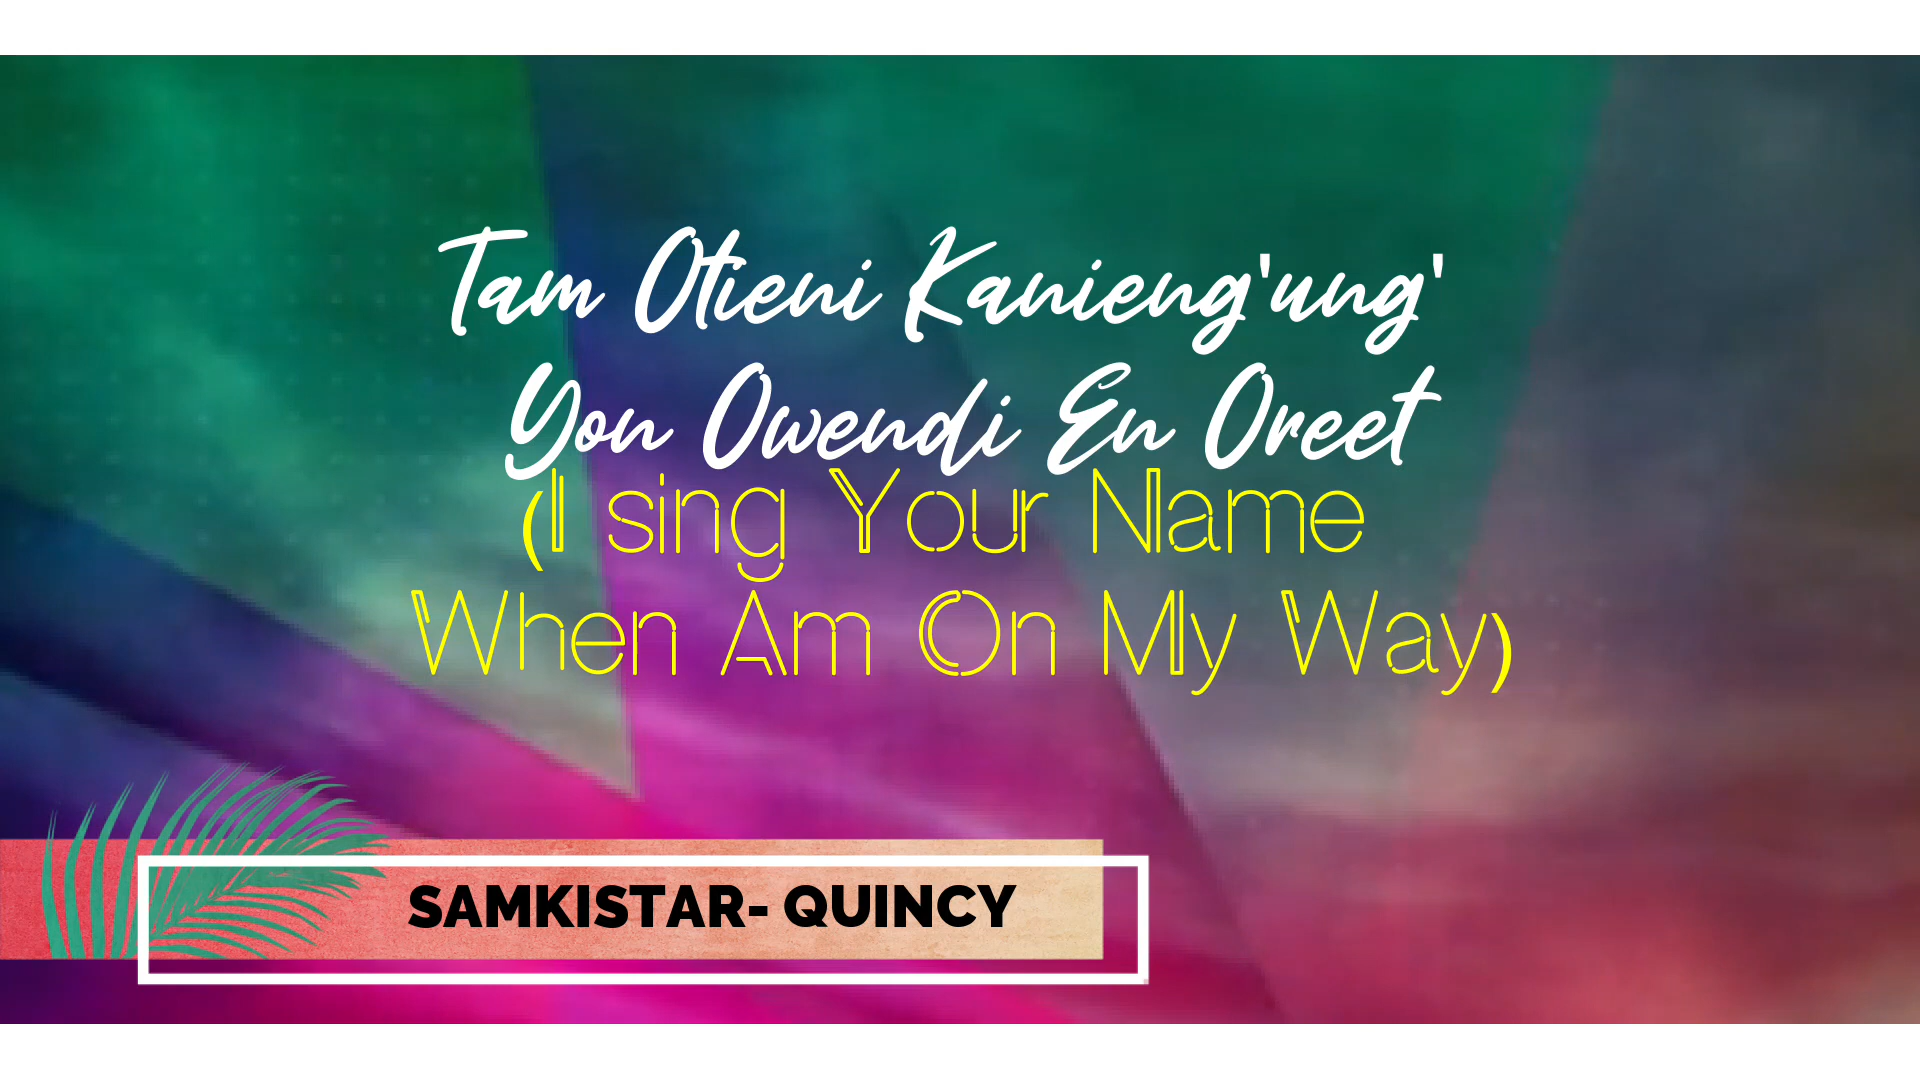 Tam Otieni Kanieng'ung'
Yon Owendi En Oreet
(I sing Your Name
When Am On My Way)
SAMKISTAR- QUINCY